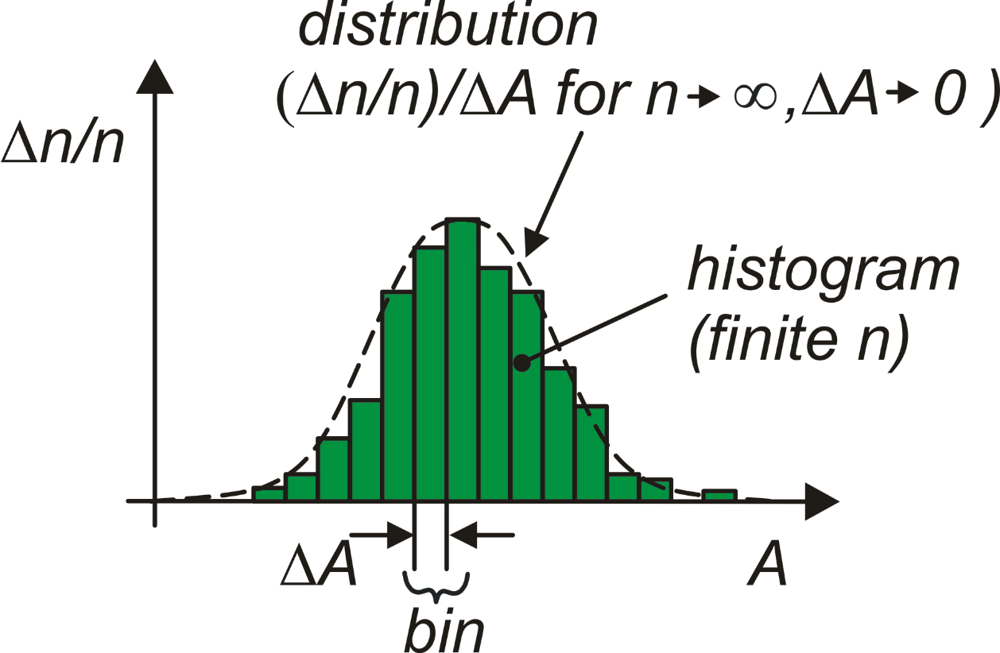 distribution
(Δn/n)/ΔA for n→ ∞,ΔA→ 0 )
Δn/n
histogram
(finite n)
ΔA
A
bin